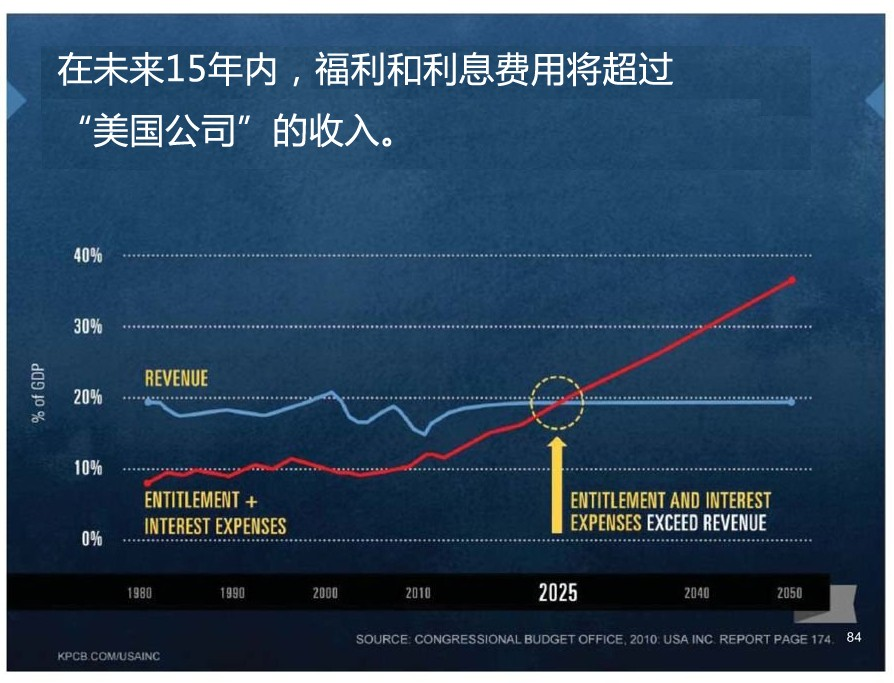 在未来15年内，福利和利息费用将超过
“美国公司”的收入。
40%
30%
20%
10%
0%
% of GDP
REVENUE
ENTITLEMENT +
INTEREST EXPENSES
ENTITLEMENT AND INTEREST
EXPENSES EXCEED REVENUE
1980 1990 2000 2010 2025 2040 2050
SOURCE: CONGRESSIONAL BUDGET OFFICE, 2010: USA INC. REPORT PAGE 174. 84
KPCB.COM/USAINC